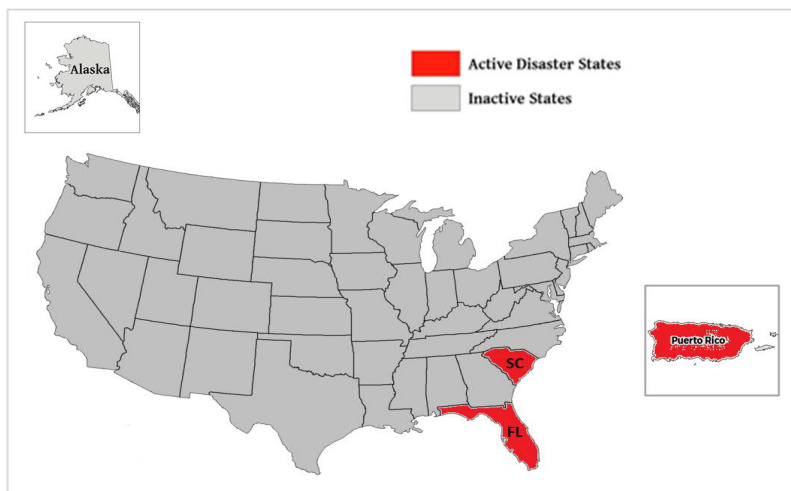 Alaska
Active Disaster States
Inactive States
Puerto Rico
SC
FL